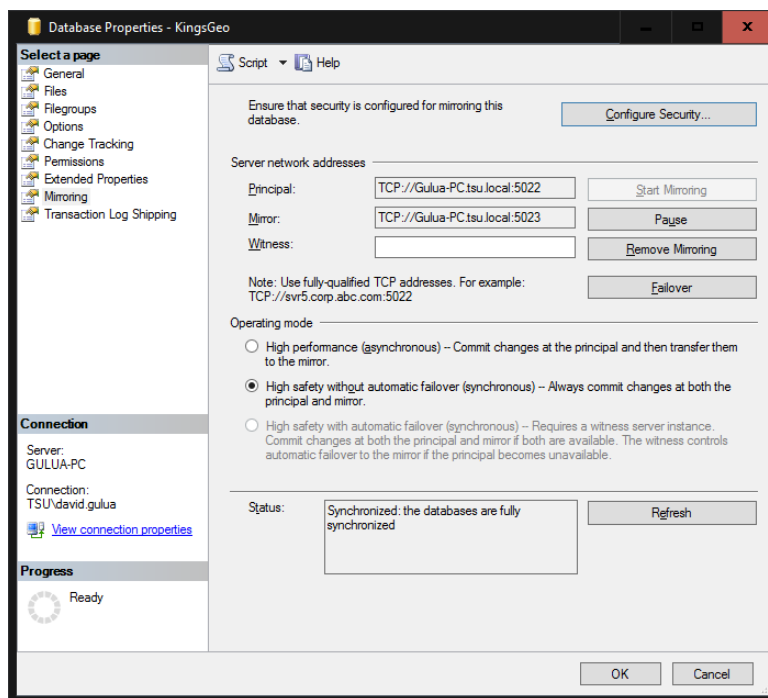 Database Properties - KingsGeo
Select a page
General
Files
Filegroups
Options
Change Tracking
Permissions
Extended Properties
Mirroring
Transaction Log Shipping
Connection
Server:
GULUA-PC
Connection:
TSU\david.gulua
View connection properties
Progress
Ready
Script
Help
Ensure that security is configured for mirroring this
database.
Configure Security...
Server network addresses
Principal:
TCP://Gulua-PC.tsu.local:5022
Start Mirroring
Mirror:
TCP://Gulua-PC.tsu.local:5023
Pause
Witness:
Remove Mirroring
Note: Use fully-qualified TCP addresses. For example:
TCP://svr5.corp.abc.com:5022
Failover
Operating mode
High performance (asynchronous) -- Commit changes at the principal and then transfer them
to the mirror.
High safety without automatic failover (synchronous) -- Always commit changes at both the
principal and mirror.
High safety with automatic failover (synchronous) -- Requires a witness server instance.
Commit changes at both the principal and mirror if both are available. The witness controls
automatic failover to the mirror if the principal becomes unavailable.
Status:
Synchronized: the databases are fully
synchronized
Refresh
OK
Cancel